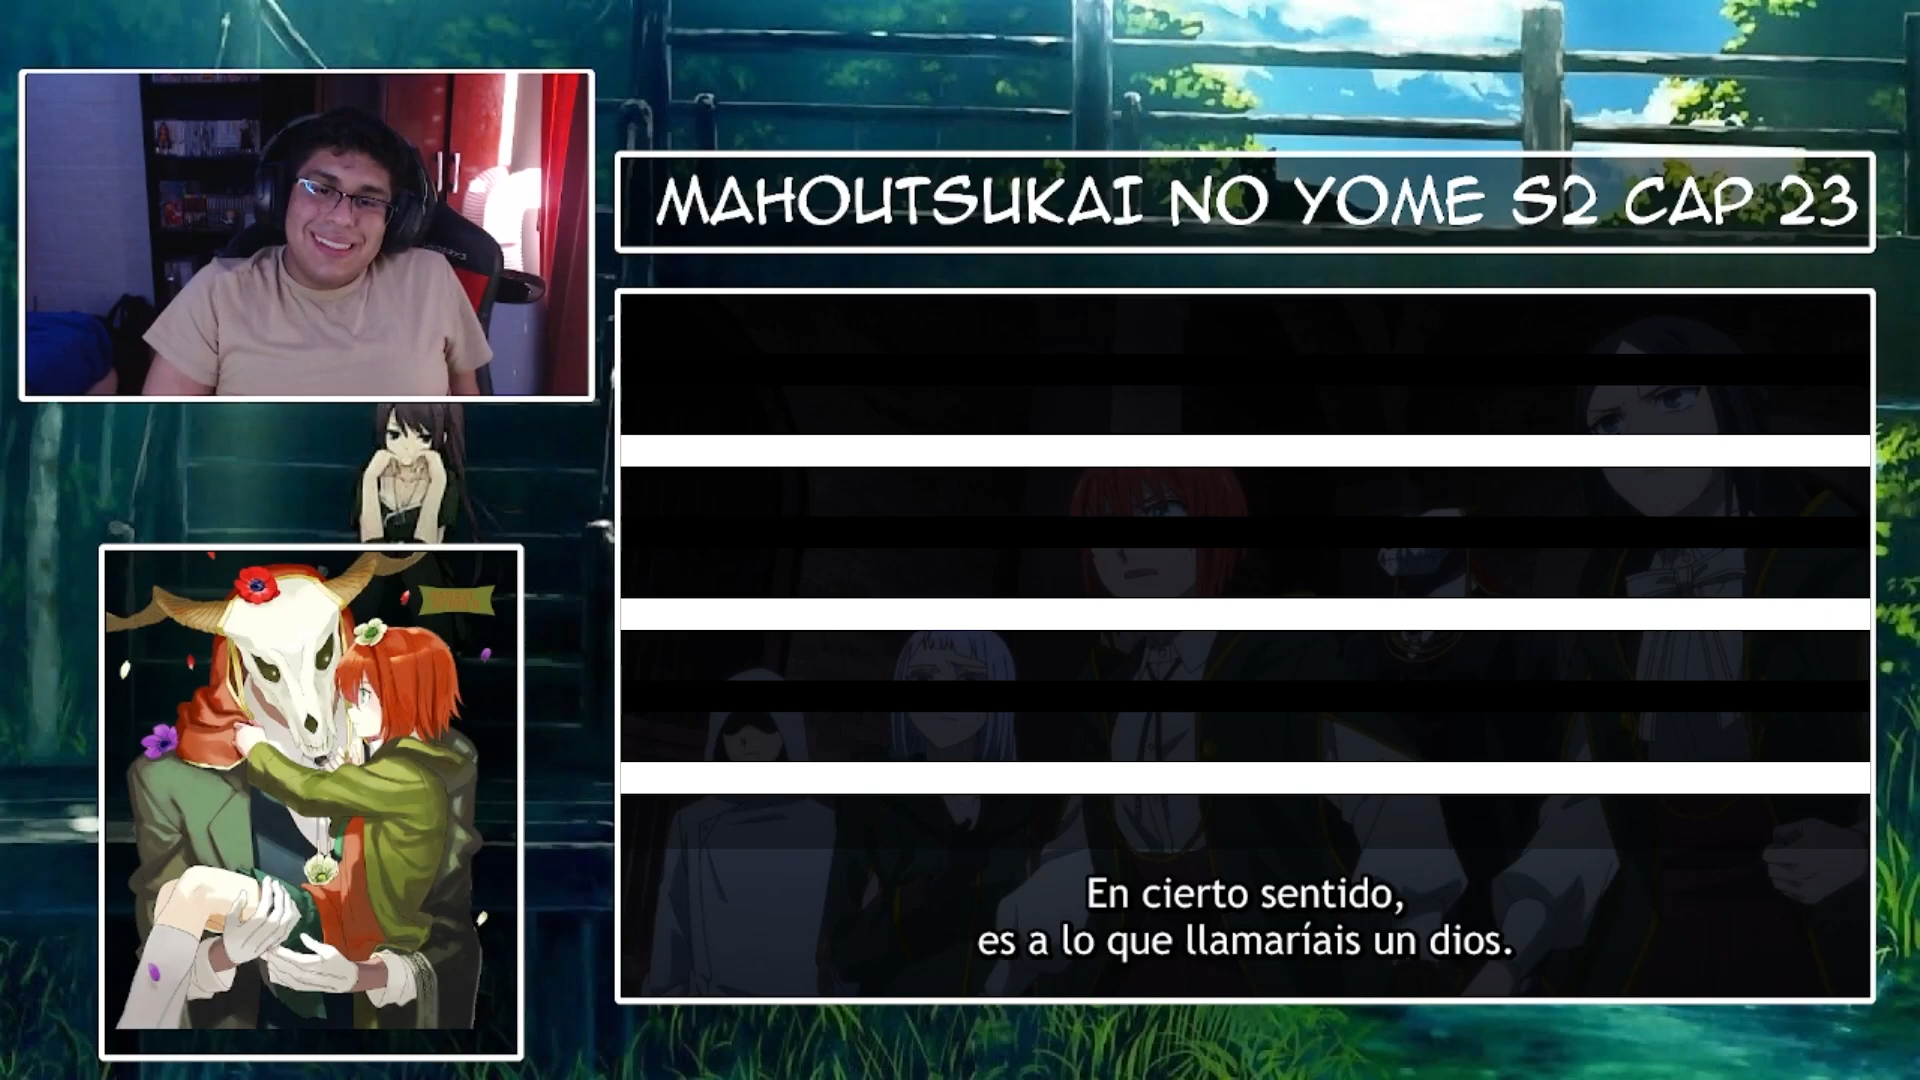 MAHOUTSUKAI NO YOME S2 CAP 23
En cierto sentido,
es a lo que llamaríais un dios.